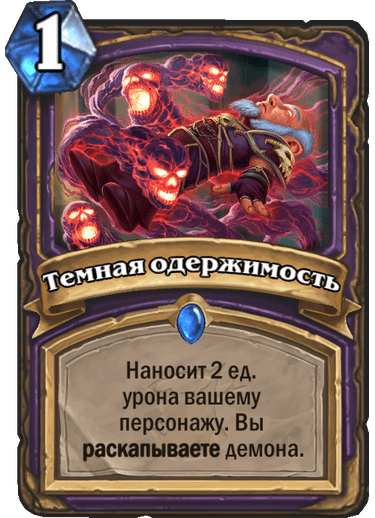 1
Темная одержимость
Наносит 2 ед.
урона вашему
персонажу. Вы
раскапываете демона.